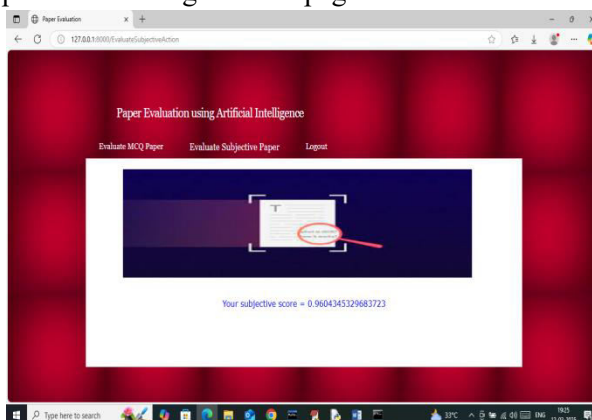 Paper Evaluation
127.0.0.1:8000/EvaluateSubjectiveAction
Paper Evaluation using Artificial Intelligence
Evaluate MCQ Paper Evaluate Subjective Paper Logout
T
Your subjective score = 0.9604345329683723
Type here to search
33°C
ENG
19:25